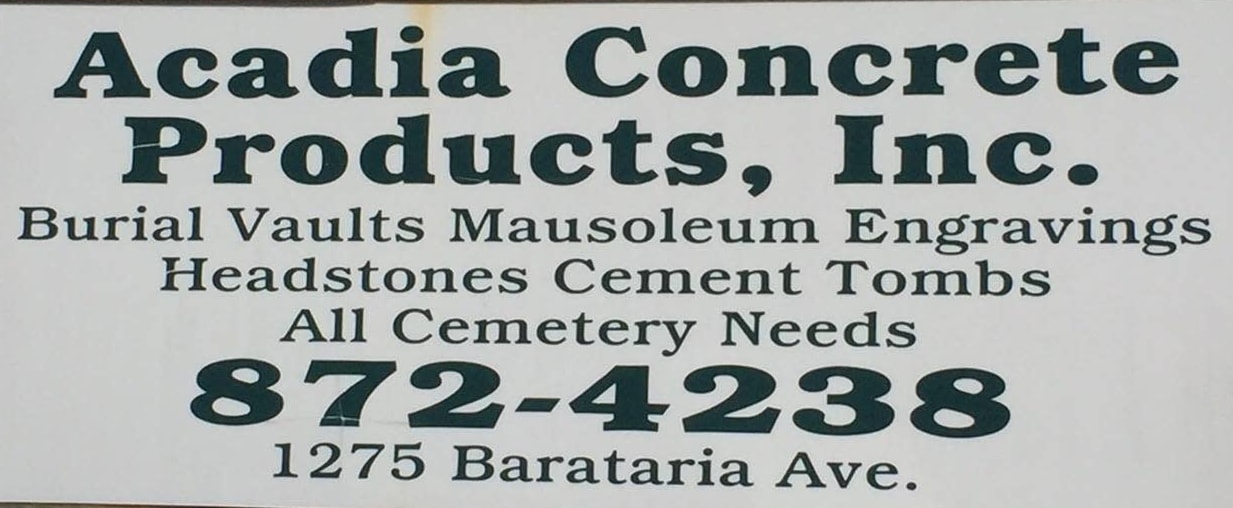 Acadia Concrete
Products, Inc.
Burial Vaults Mausoleum Engravings
Headstones Cement Tombs
All Cemetery Needs
872-4238
1275 Barataria Ave.